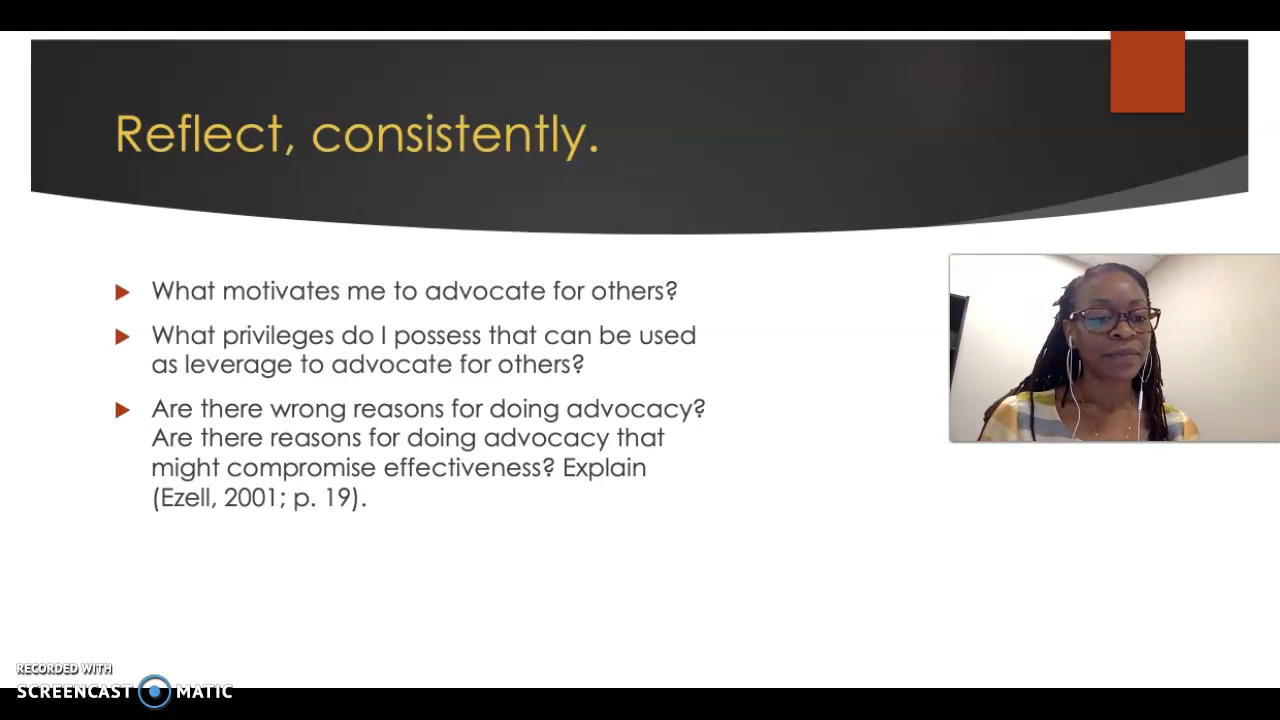 Reflect, consistently.
What motivates me to advocate for others?
What privileges do I possess that can be used
as leverage to advocate for others?
Are there wrong reasons for doing advocacy?
Are there reasons for doing advocacy that
might compromise effectiveness? Explain
(Ezell, 2001; p. 19).
RECORDED WITH
SCREENCAST MATIC